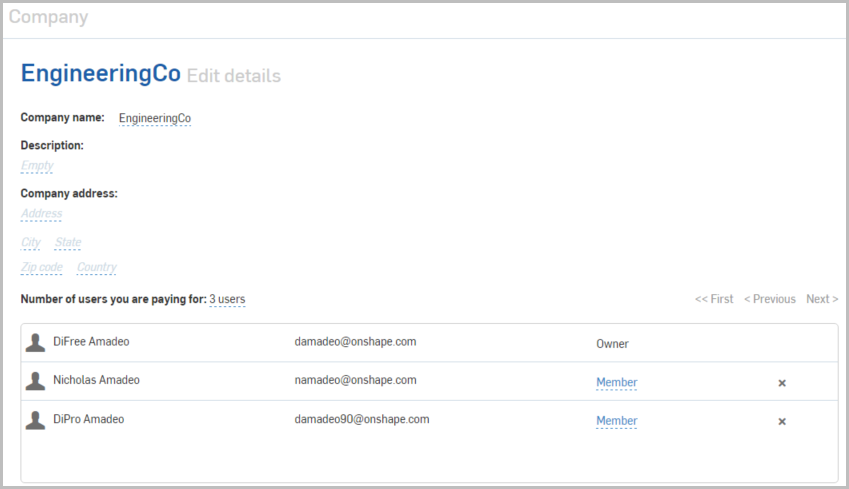 Company
EngineeringCo Edit details
Company name: EngineeringCo
Description:
Empty
Company address:
Address
City State
Zip code Country
Number of users you are paying for: 3 users << First < Previous Next >
DiFree Amadeo damadeo@onshape.com Owner
Nicholas Amadeo namadeo@onshape.com Member ×
DiPro Amadeo damadeo90@onshape.com Member ×